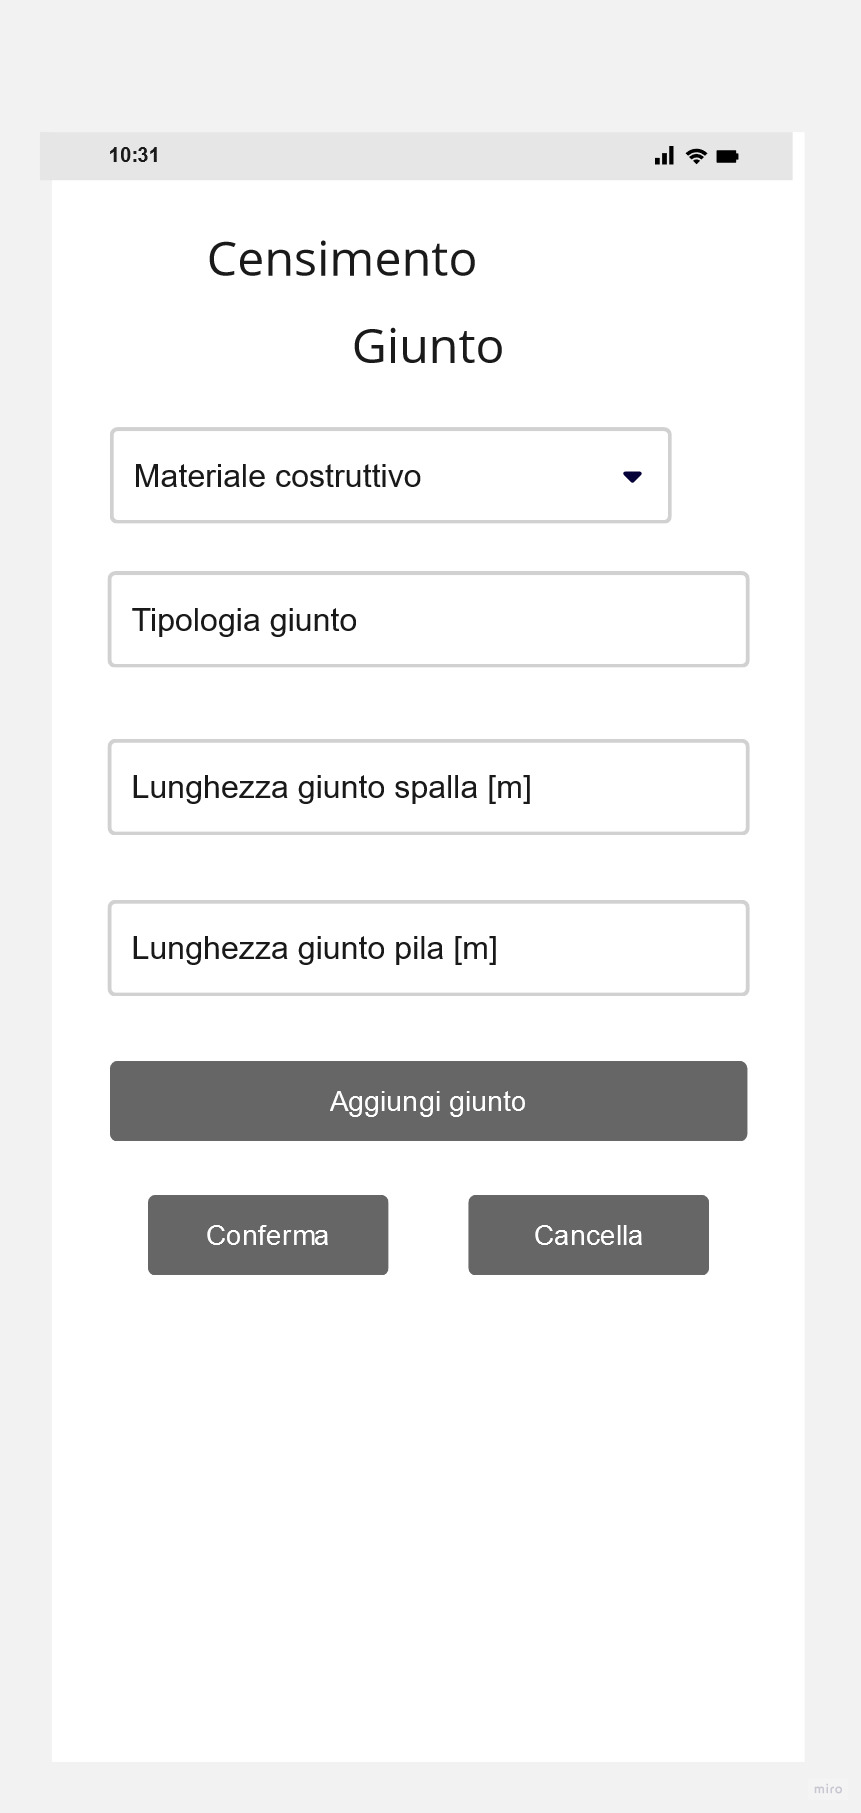 10:31
Censimento
Giunto
Materiale costruttivo
Tipologia giunto
Lunghezza giunto spalla [m]
Lunghezza giunto pila [m]
Aggiungi giunto
Conferma
Cancella
miro